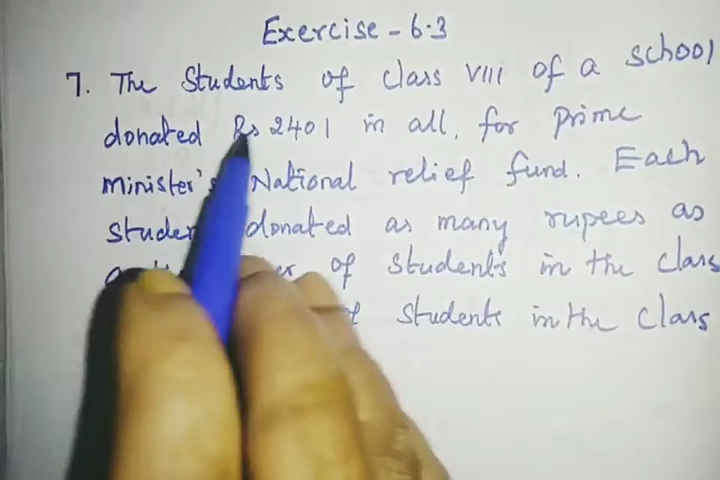 Exercise - 6.3
7. The Students of class VIII of a school
donated Rs 2401 in all, for prime
minister's National relief fund. Each
donated as many rupees as
of students in the class
students in the class